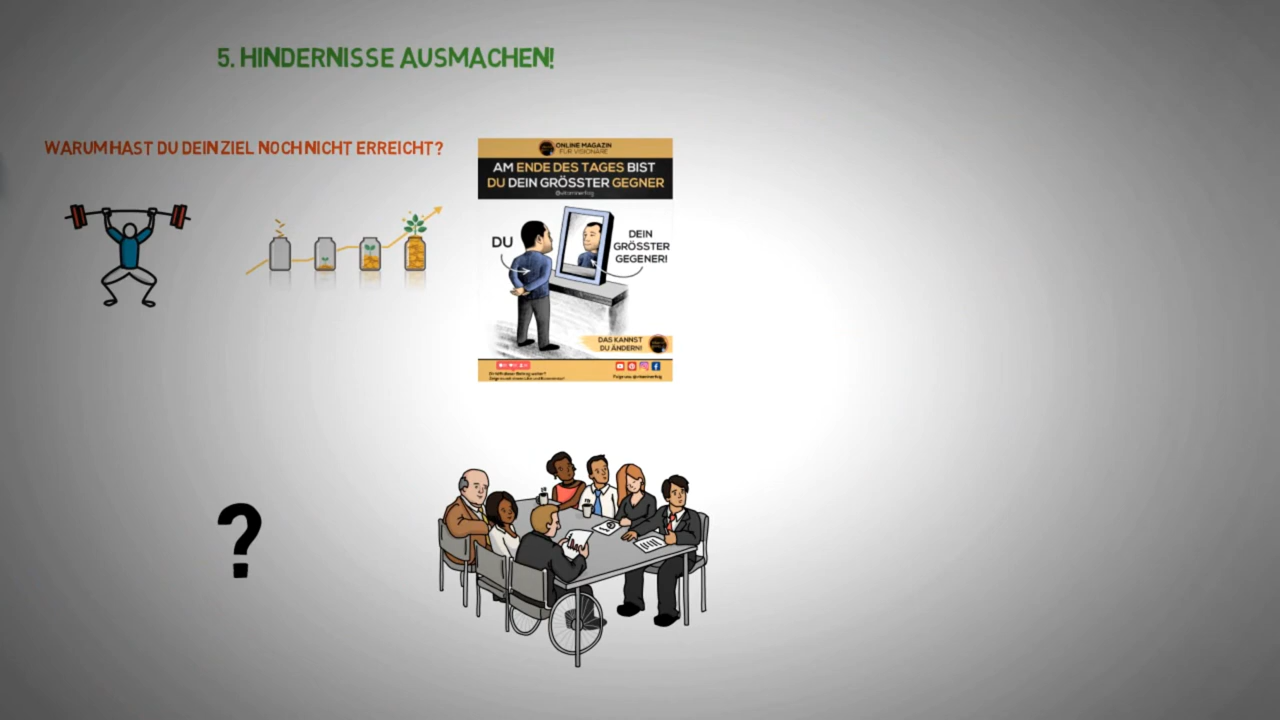 5. HINDERNISSE AUSMACHEN!
WARUM HAST DU DEIN ZIEL NOCH NICHT ERREICHT?
ONLINE MAGAZIN
FÜR VISIONÄRE
AM ENDE DES TAGES BIST
DU DEIN GRÖSSTER GEGNER
DU
DEIN
GRÖSSTER
GEGENER!
DAS KANNST
DU ÄNDERN!
?